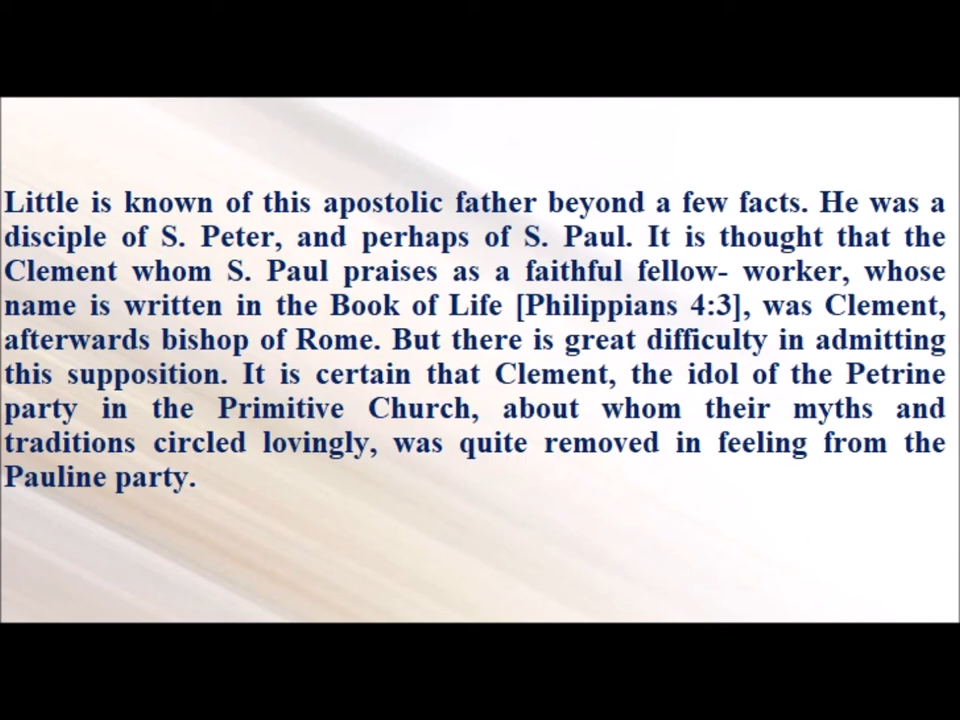 Little is known of this apostolic father beyond a few facts. He was a
disciple of S. Peter, and perhaps of S. Paul. It is thought that the
Clement whom S. Paul praises as a faithful fellow- worker, whose
name is written in the Book of Life [Philippians 4:3], was Clement,
afterwards bishop of Rome. But there is great difficulty in admitting
this supposition. It is certain that Clement, the idol of the Petrine
party in the Primitive Church, about whom their myths and
traditions circled lovingly, was quite removed in feeling from the
Pauline party.